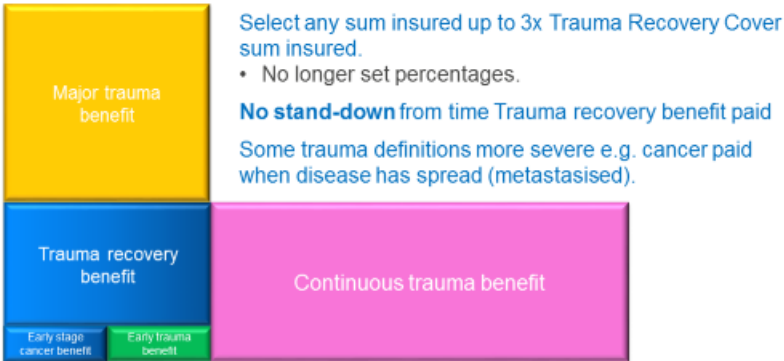 Major trauma
benefit
Select any sum insured up to 3x Trauma Recovery Cover
sum insured.
• No longer set percentages.
No stand-down from time Trauma recovery benefit paid
Some trauma definitions more severe e.g. cancer paid
when disease has spread (metastasised).
Trauma recovery
benefit
Early stage
cancer benefit
Early trauma
benefit
Continuous trauma benefit